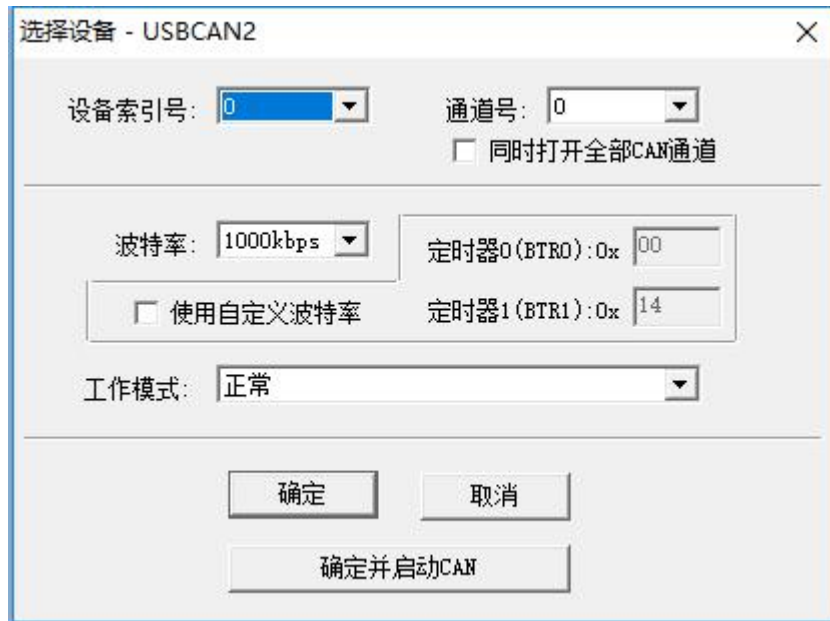 选择设备 - USBCAN2
设备索引号: 0 通道号: 0
同时打开全部CAN通道
波特率: 1000kbps 定时器0(BTR0):0x 00
使用自定义波特率 定时器1(BTR1):0x 14
工作模式: 正常
确定 取消
确定并启动CAN